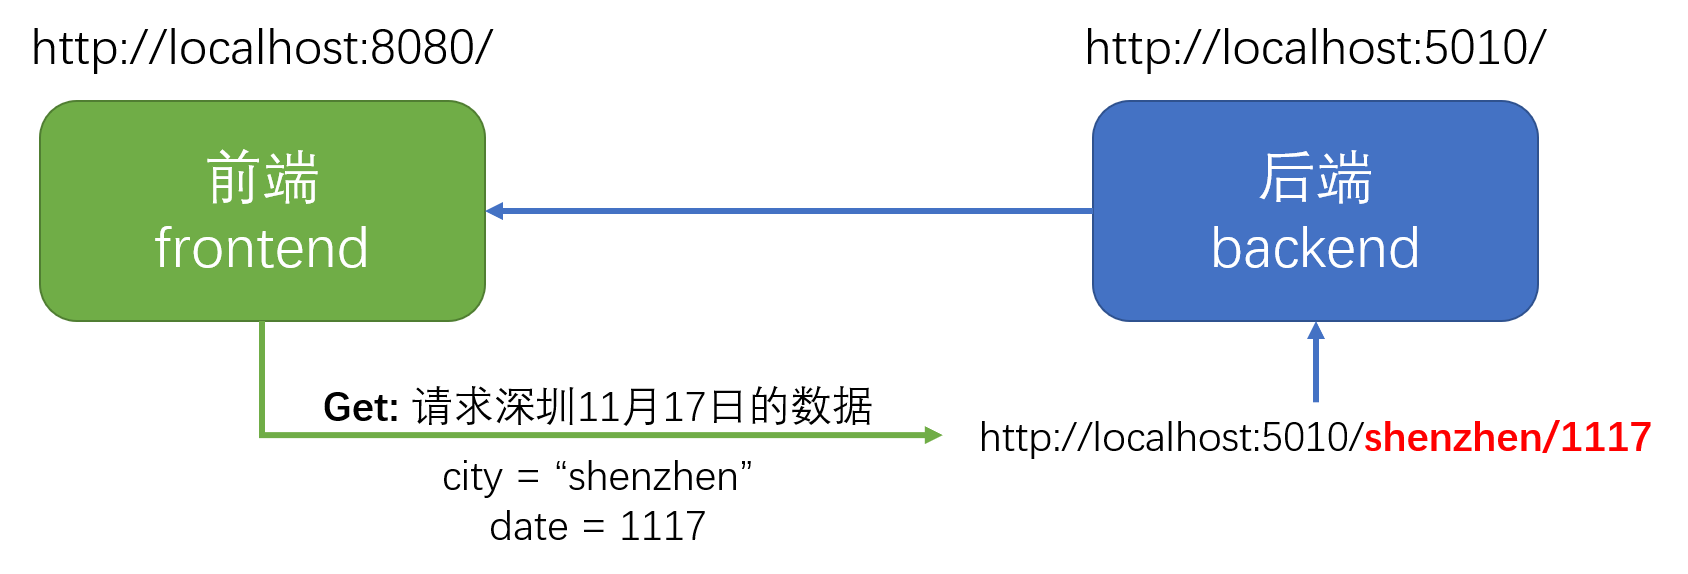 http://localhost:8080/
http://localhost:5010/
前端
frontend
后端
backend
Get: 请求深圳11月17日的数据
city = “shenzhen”
date = 1117
http://localhost:5010/shenzhen/1117